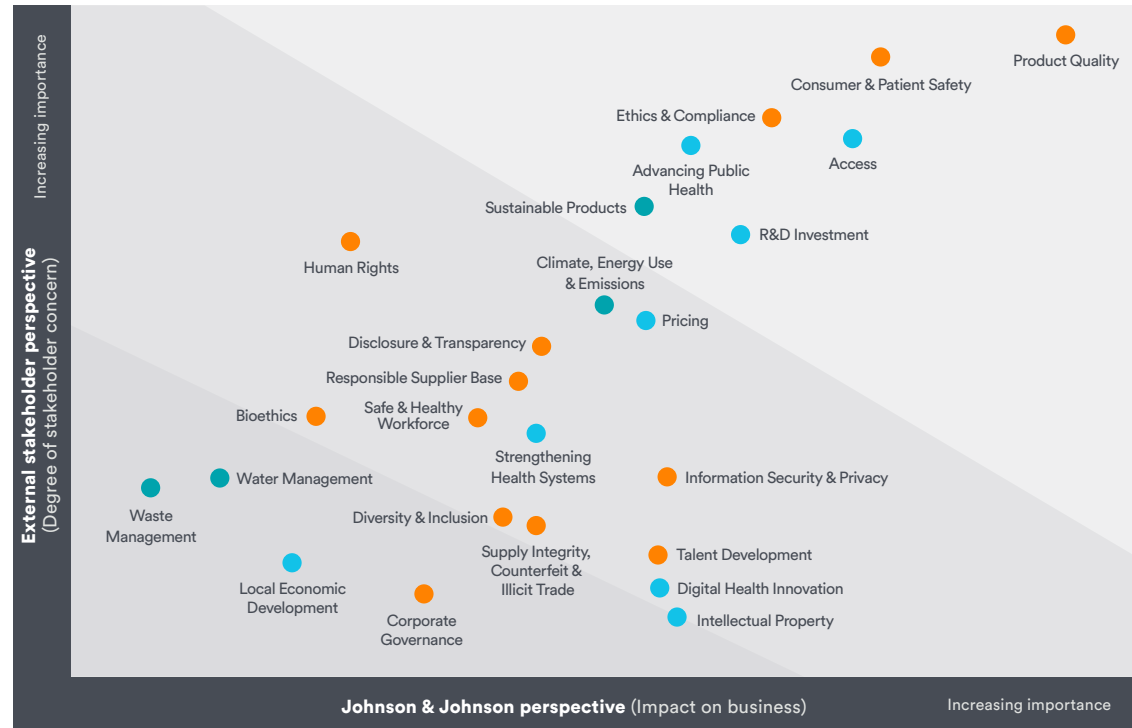 Increasing importance
External stakeholder perspective
(Degree of stakeholder concern)
Product Quality
Consumer & Patient Safety
Ethics & Compliance
Access
Advancing Public
Health
Sustainable Products
R&D Investment
Human Rights
Climate, Energy Use
& Emissions
Pricing
Disclosure & Transparency
Responsible Supplier Base
Bioethics
Safe & Healthy
Workforce
Strengthening
Health Systems
Water Management
Information Security & Privacy
Waste
Management
Diversity & Inclusion
Supply Integrity,
Counterfeit &
Illicit Trade
Talent Development
Local Economic
Development
Digital Health Innovation
Corporate
Governance
Intellectual Property
Johnson & Johnson perspective (Impact on business)
Increasing importance